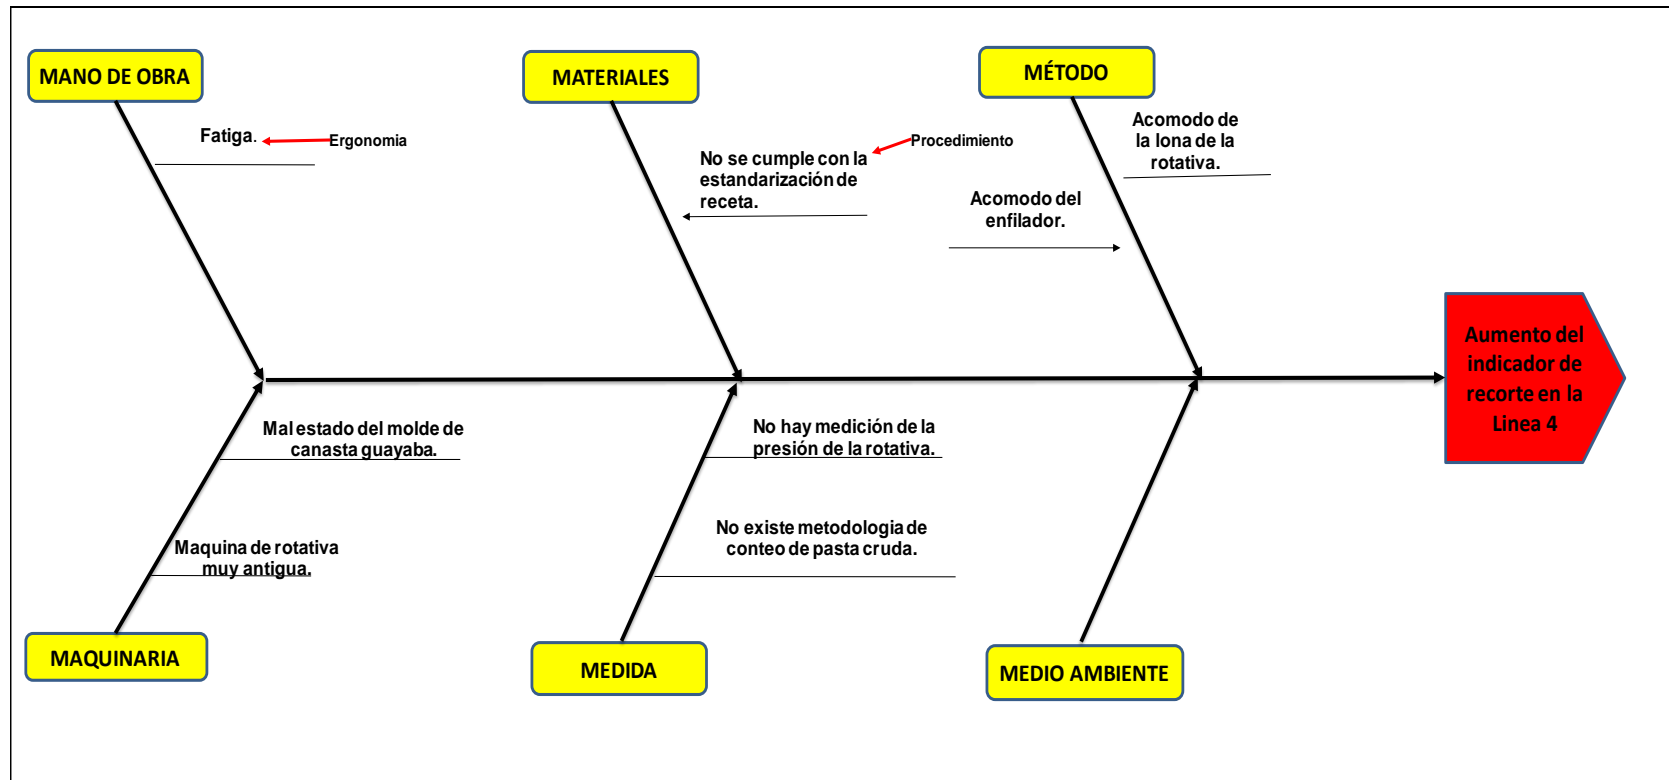 MANO DE OBRA
MATERIALES
MÉTODO
Fatiga.
Ergonomia
No se cumple con la
estandarización de
receta.
Procedimiento
Acomodo de
la lona de la
rotativa.
Acomodo del
enfilador.
Aumento del
indicador de
recorte en la
Linea 4
Mal estado del molde de
canasta guayaba.
Maquina de rotativa
muy antigua.
No hay medición de la
presión de la rotativa.
No existe metodologia de
conteo de pasta cruda.
MAQUINARIA
MEDIDA
MEDIO AMBIENTE